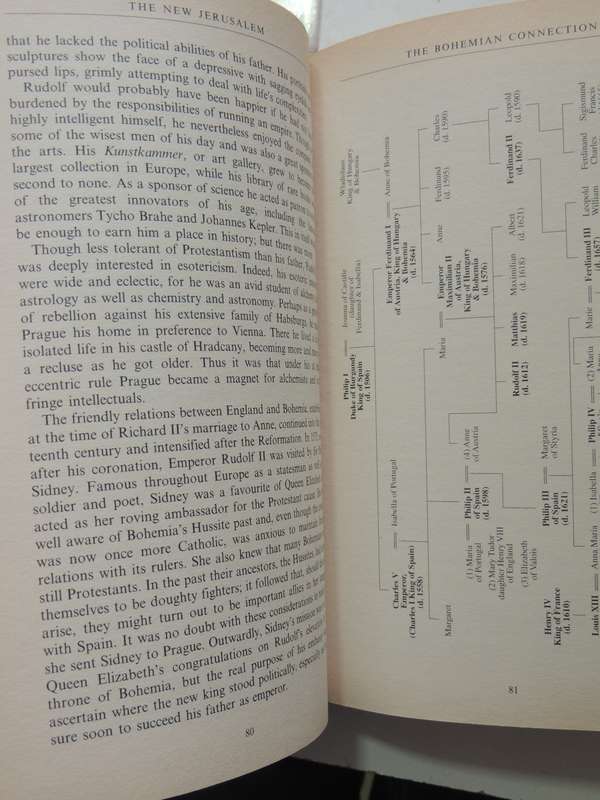 THE NEW JERUSALEM
that he lacked the political abilities of his father. His
sculptures show the face of a depressive with sagging
pursed lips, grimly attempting to deal with life's
Rudolf would probably have been happier if he had not
burdened by the responsibilities of running an empire.
highly intelligent himself, he nevertheless enjoyed the
some of the wisest men of his day and was also a great
the arts. His Kunstkammer, or art gallery, grew to
largest collection in Europe, while his library of rare
second to none. As a sponsor of science he acted as patron
of the greatest innovators of his age, including the
astronomers Tycho Brahe and Johannes Kepler. This
be enough to earn him a place in history; but there was
Though less tolerant of Protestantism than his father,
was deeply interested in esotericism. Indeed, his esoteric
were wide and eclectic, for he was an avid student of
astrology as well as chemistry and astronomy. Perhaps as a
of rebellion against his extensive family of Habsburgs, he
Prague his home in preference to Vienna. There he lived
isolated life in his castle of Hradcany, becoming more and
a recluse as he got older. Thus it was that under his
eccentric rule Prague became a magnet for alchemists and
fringe intellectuals.
The friendly relations between England and Bohemia,
at the time of Richard II's marriage to Anne, continued into the
teenth century and intensified after the Reformation. In
after his coronation, Emperor Rudolf II was visited by
Sidney. Famous throughout Europe as a statesman as well
soldier and poet, Sidney was a favourite of Queen
acted as her roving ambassador for the Protestant cause.
well aware of Bohemia's Hussite past and, even though the
was now once more Catholic, was anxious to maintain
relations with its rulers. She also knew that many Bohemians
still Protestants. In the past their ancestors, the Hussites, had
themselves to be doughty fighters; it followed that, should
arise, they might turn out to be important allies in her
with Spain. It was no doubt with these considerations in
she sent Sidney to Prague. Outwardly, Sidney's mission was
Queen Elizabeth's congratulations on Rudolf's
throne of Bohemia, but the real purpose of his
ascertain where the new king stood politically, especially as
sure soon to succeed his father as emperor.
80
THE BOHEMIAN CONNECTION
Philip I
Duke of Burgundy
King of Spain
(d. 1506)
Joanna of Castile
(daughter of
Ferdinand & Isabella)
Wladislaus
King of Hungary
& Bohemia
Charles V
Emperor,
(Charles I King of Spain)
(d. 1558)
Isabella of Portugal
Emperor Ferdinand I
of Austria, King of Hungary
& Bohemia
(d. 1564)
Anne of Bohemia
Margaret
(1) Maria
of Portugal
(2) Mary Tudor
daughter Henry VIII
of England
(3) Elizabeth
of Valois
Philip II
of Spain
(d. 1598)
(4) Anne
of Austria
Maria
Emperor
Maximilian II
of Austria,
King of Hungary
& Bohemia
(d. 1576)
Anne
Ferdinand
(d. 1595)
Charles
(d. 1590)
Henry IV
King of France
(d. 1610)
Philip III
of Spain
(d. 1621)
Margaret
of Styria
Rudolf II
(d. 1612)
Matthias
(d. 1619)
Maximilian
(d. 1618)
Albert
(d. 1621)
Ferdinand II
(d. 1637)
Leopold
Louis XIII
Anna Maria
(1) Isabella
Philip IV
(2) Maria
Anna
Marie
Ferdinand III
(d. 1657)
Leopold
William
Ferdinand
Charles
Sigismund
Francis
81